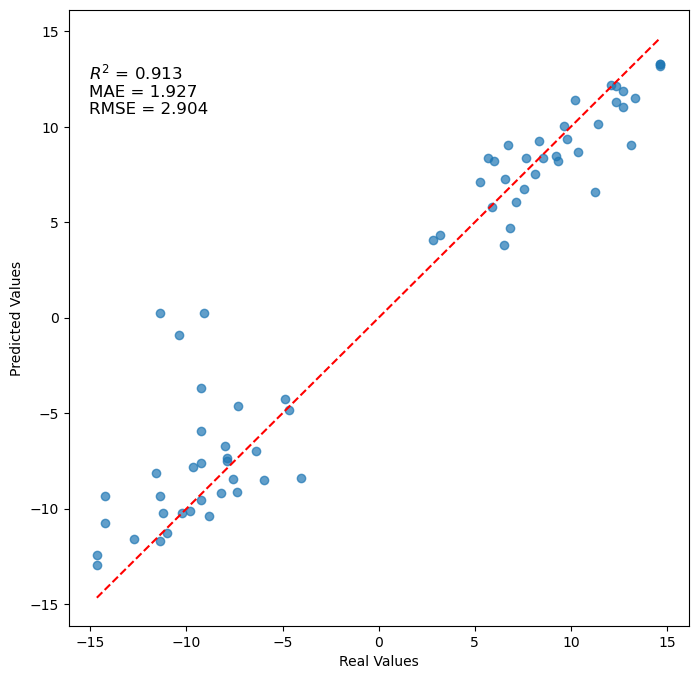 15
R² = 0.913
MAE = 1.927
RMSE = 2.904
10
5
0
−5
−10
−15
Predicted Values
−15 −10 −5 0 5 10 15
Real Values